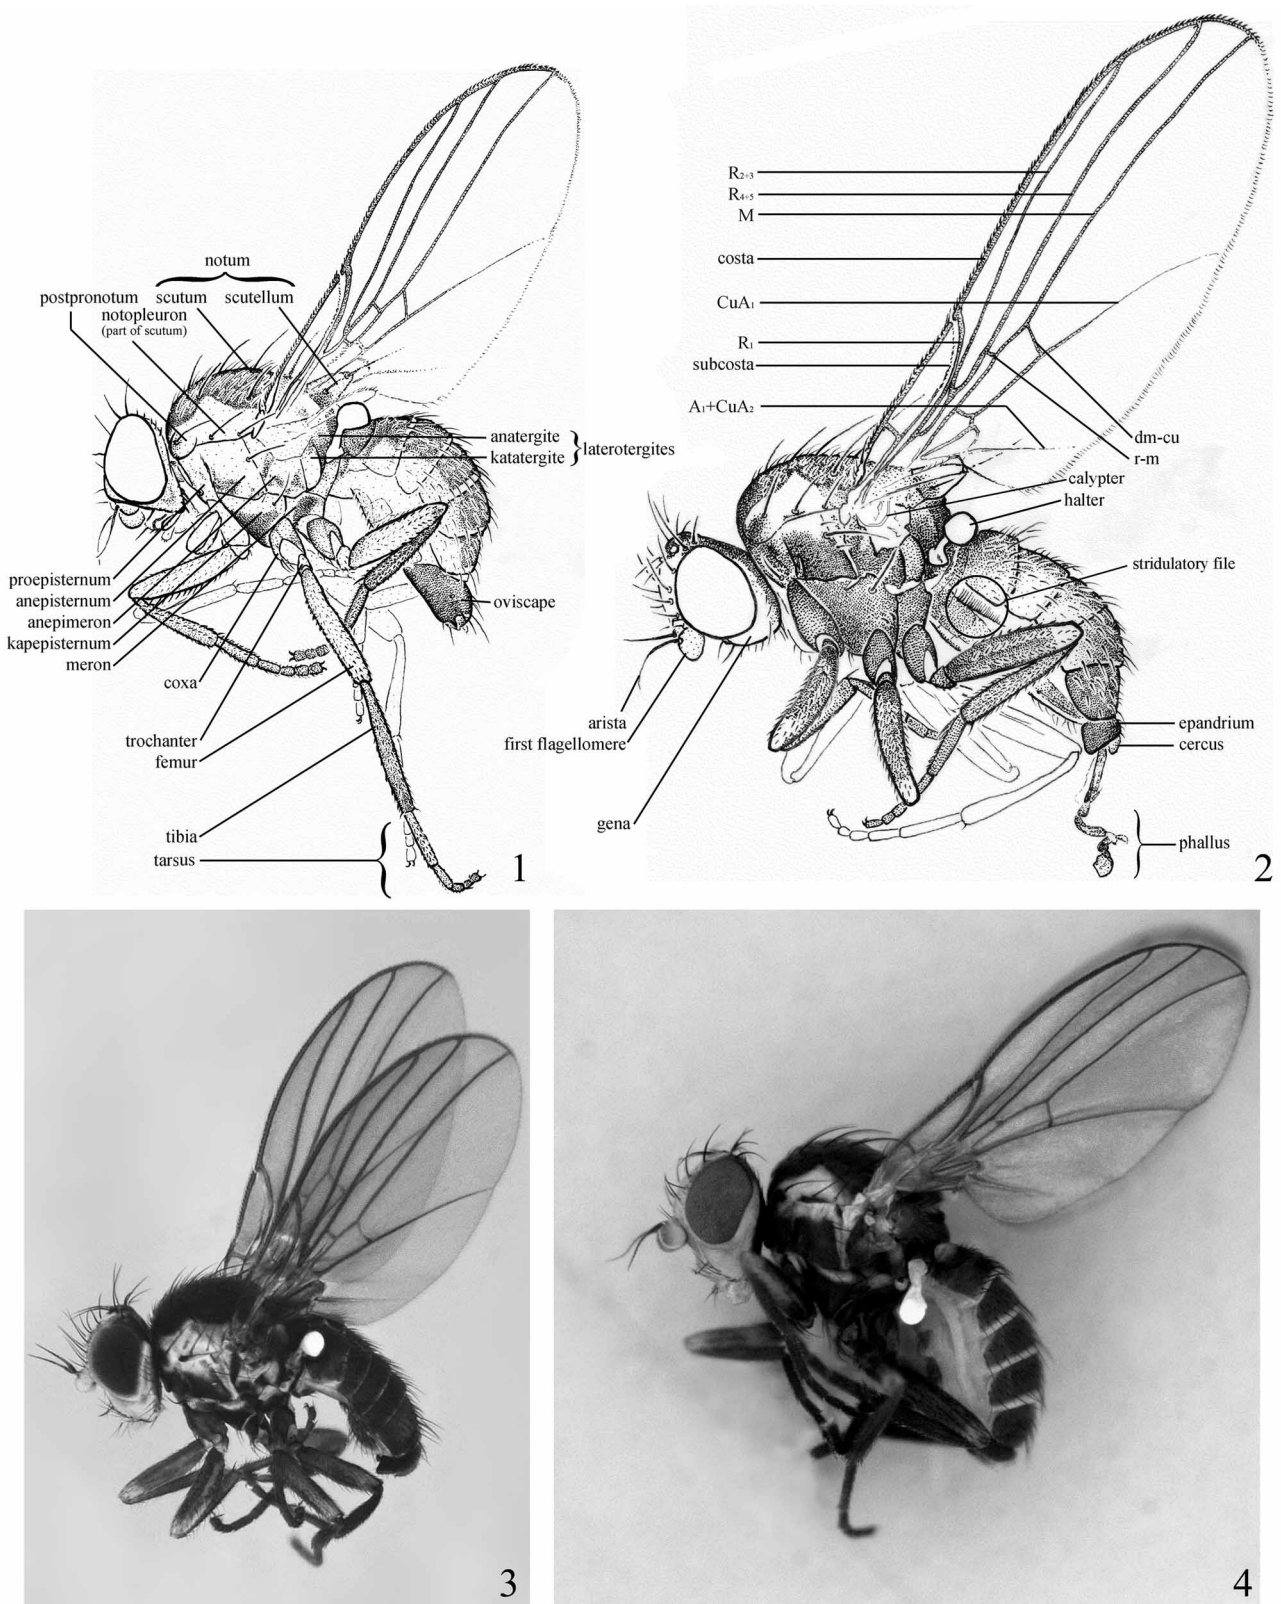 notum
postpronotum scutum scutellum
notopleuron
(part of scutum)
anatergite
katatergite
laterotergites
proepisternum
anepisternum
anepimeron
kapepisternum
meron
oviscape
coxa
trochanter
femur
tibia
tarsus
1
R2+3
R4+5
M
costa
CuA1
R1
subcosta
A1+CuA2
dm-cu
r-m
calypter
halter
stridulatory file
arista
first flagellomere
gena
epandrium
cercus
phallus
2
3
4